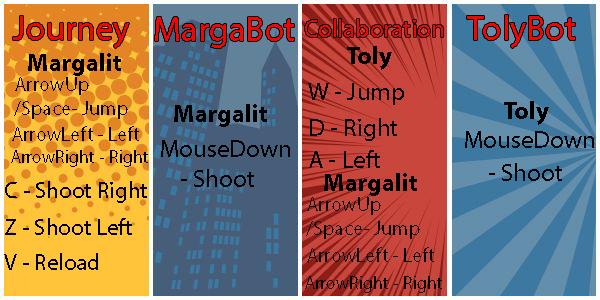 Journey
Margalit
ArrowUp
/Space- Jump
ArrowLeft - Left
ArrowRight - Right
C - Shoot Right
Z - Shoot Left
V - Reload
MargaBot
Margalit
MouseDown
- Shoot
Collaboration
Toly
W - Jump
D - Right
A - Left
Margalit
ArrowUp
/Space- Jump
ArrowLeft - Left
ArrowRight - Right
TolyBot
Toly
MouseDown
- Shoot